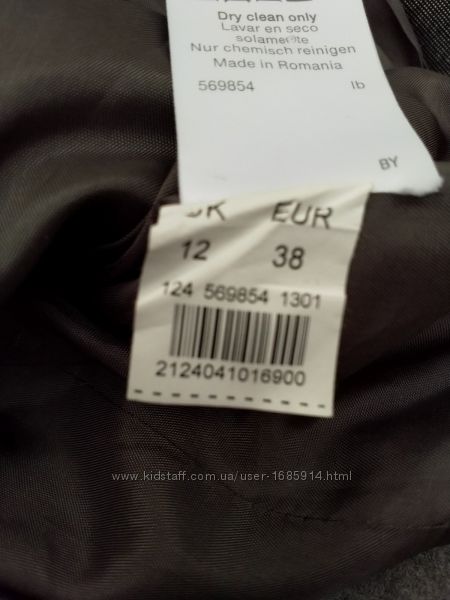 Dry clean only
Lavar en seco
solamente
Nur chemisch reinigen
Made in Romania
569854 lb
BY
UK EUR
12 38
124 569854 1301
2124041016900
www.kidstaff.com.ua/user-1685914.html